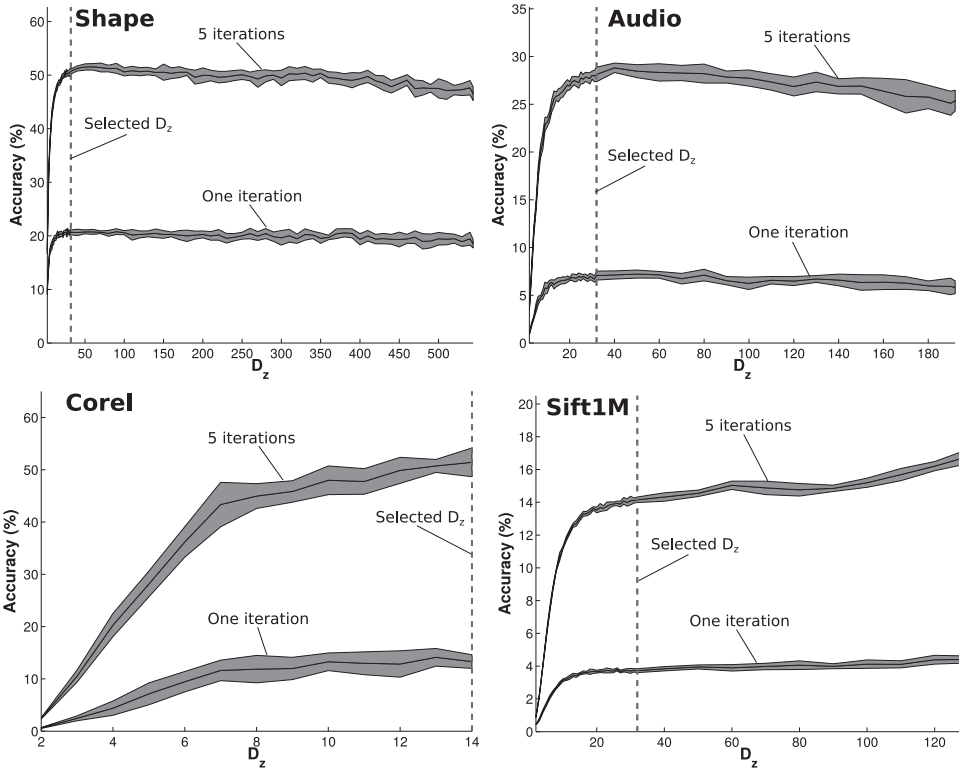 Shape
60
50
40
30
20
10
0
Accuracy (%)
5 iterations
Selected Dz
One iteration
50 100 150 200 250 300 350 400 450 500
Dz
Audio
35
30
25
20
15
10
5
0
Accuracy (%)
5 iterations
Selected Dz
One iteration
20 40 60 80 100 120 140 160 180
Dz
Corel
60
50
40
30
20
10
0
Accuracy (%)
5 iterations
Selected Dz
One iteration
2 4 6 8 10 12 14
Dz
Sift1M
20
18
16
14
12
10
8
6
4
2
0
Accuracy (%)
5 iterations
Selected Dz
One iteration
20 40 60 80 100 120
Dz